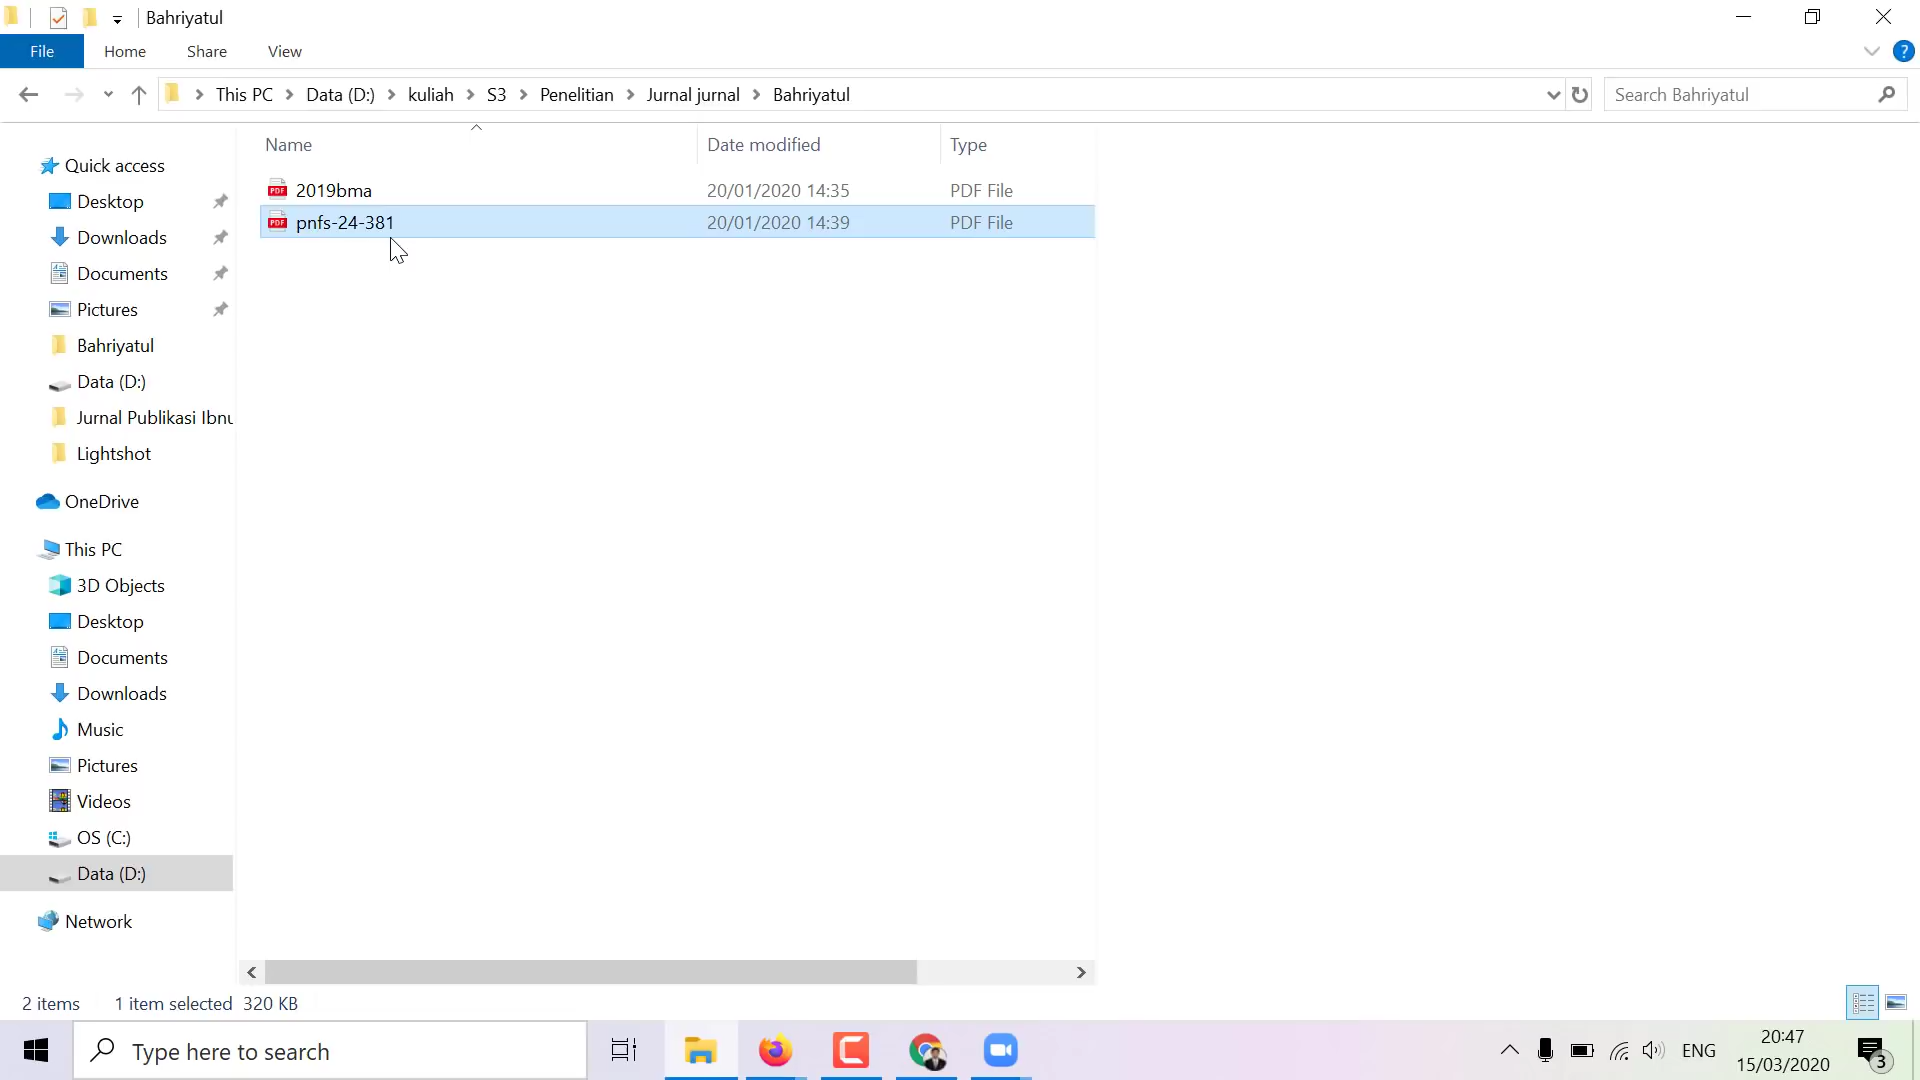 Bahriyatul
File Home Share View
This PC Data (D:) kuliah S3 Penelitian Jurnal jurnal Bahriyatul
Search Bahriyatul
Name Date modified Type
2019bma 20/01/2020 14:35 PDF File
pnfs-24-381 20/01/2020 14:39 PDF File
Quick access
Desktop
Downloads
Documents
Pictures
Bahriyatul
Data (D:)
Jurnal Publikasi Ibnu
Lightshot
OneDrive
This PC
3D Objects
Desktop
Documents
Downloads
Music
Pictures
Videos
OS (C:)
Data (D:)
Network
2 items 1 item selected 320 KB
Type here to search
ENG
20:47
15/03/2020
3